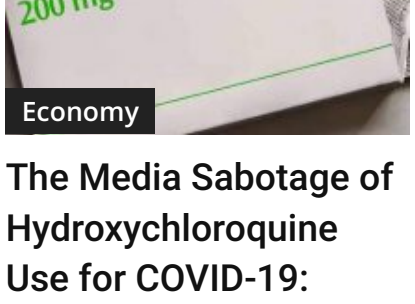 200 mg
Economy
The Media Sabotage of
Hydroxychloroquine
Use for COVID-19: